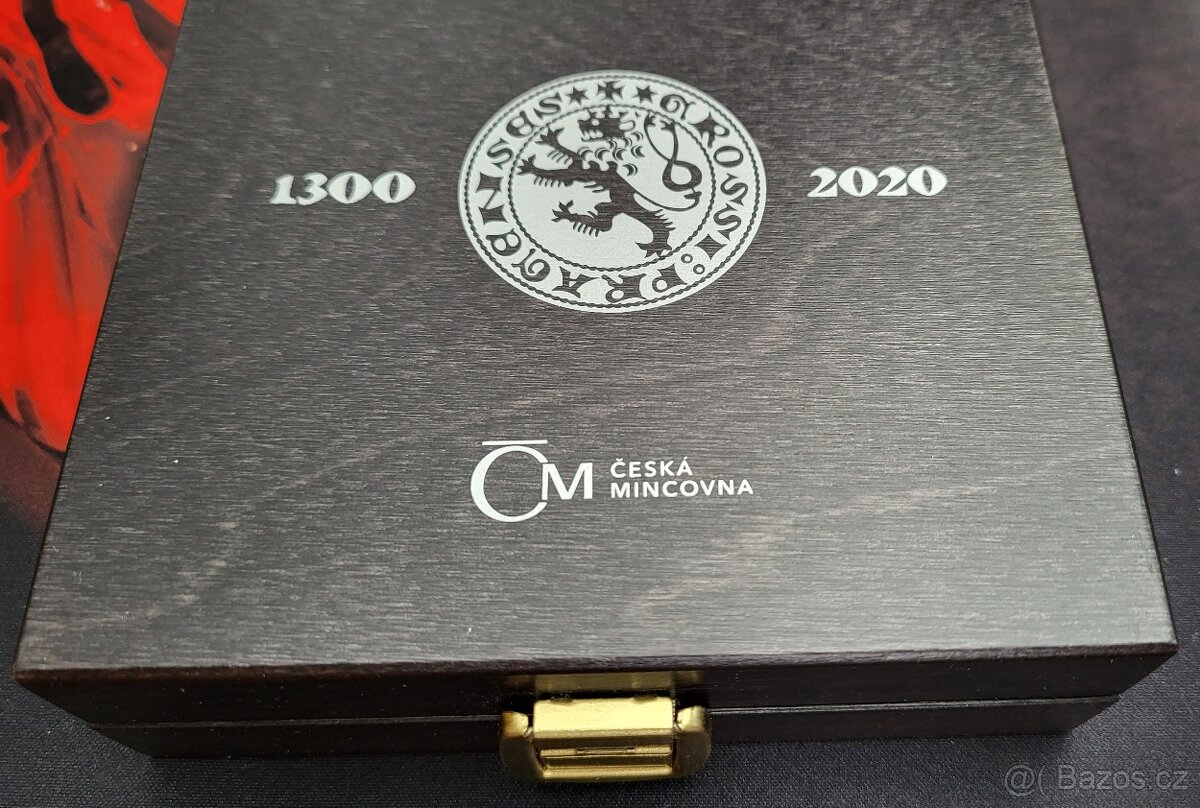 1300
GROSSI:PRAGENSES
2020
ČM ČESKÁ
MINCOVNA
@( Bazos.cz